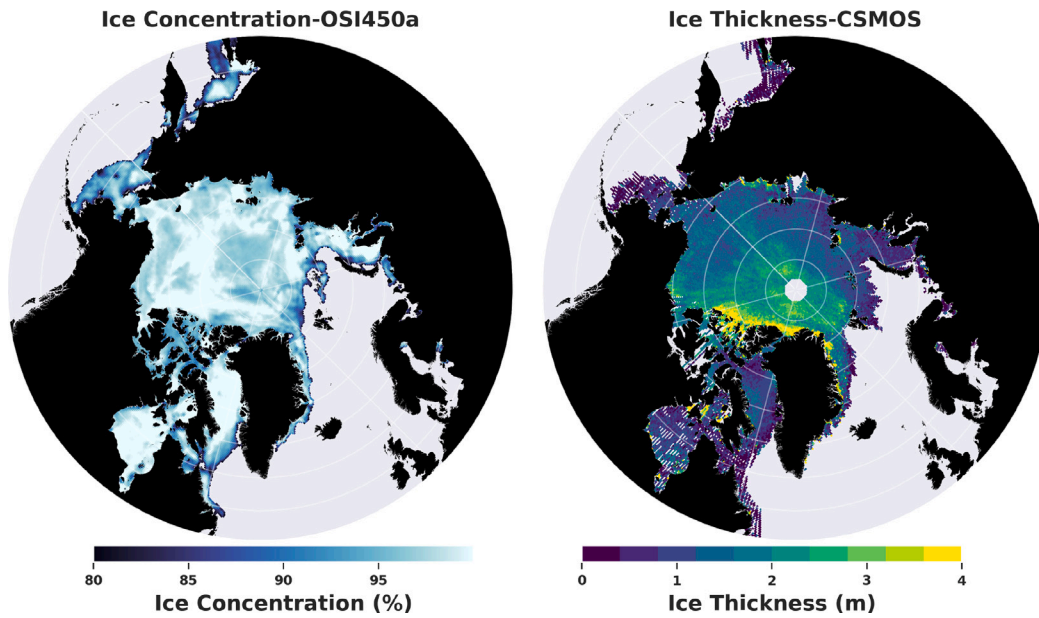 Ice Concentration-OSI450a
Ice Thickness-CSMOS
80 85 90 95
0 1 2 3 4
Ice Concentration (%)
Ice Thickness (m)